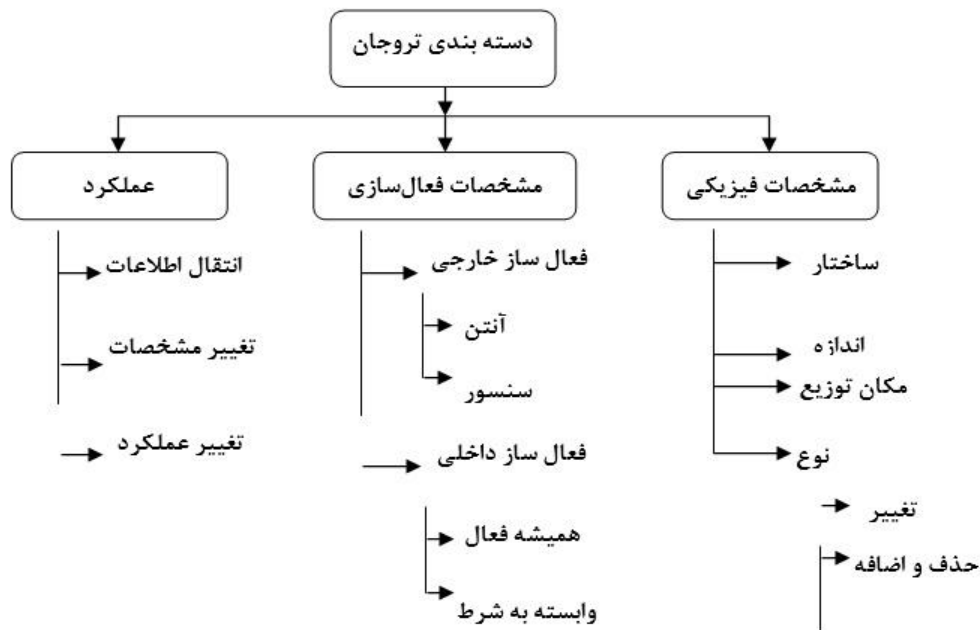 دسته بندی تروجان
مشخصات فیزیکی
ساختار
اندازه
مکان توزیع
نوع
تغییر
حذف و اضافه
مشخصات فعال‌سازی
فعال ساز خارجی
آنتن
سنسور
فعال ساز داخلی
همیشه فعال
وابسته به شرط
عملکرد
انتقال اطلاعات
تغییر مشخصات
تغییر عملکرد